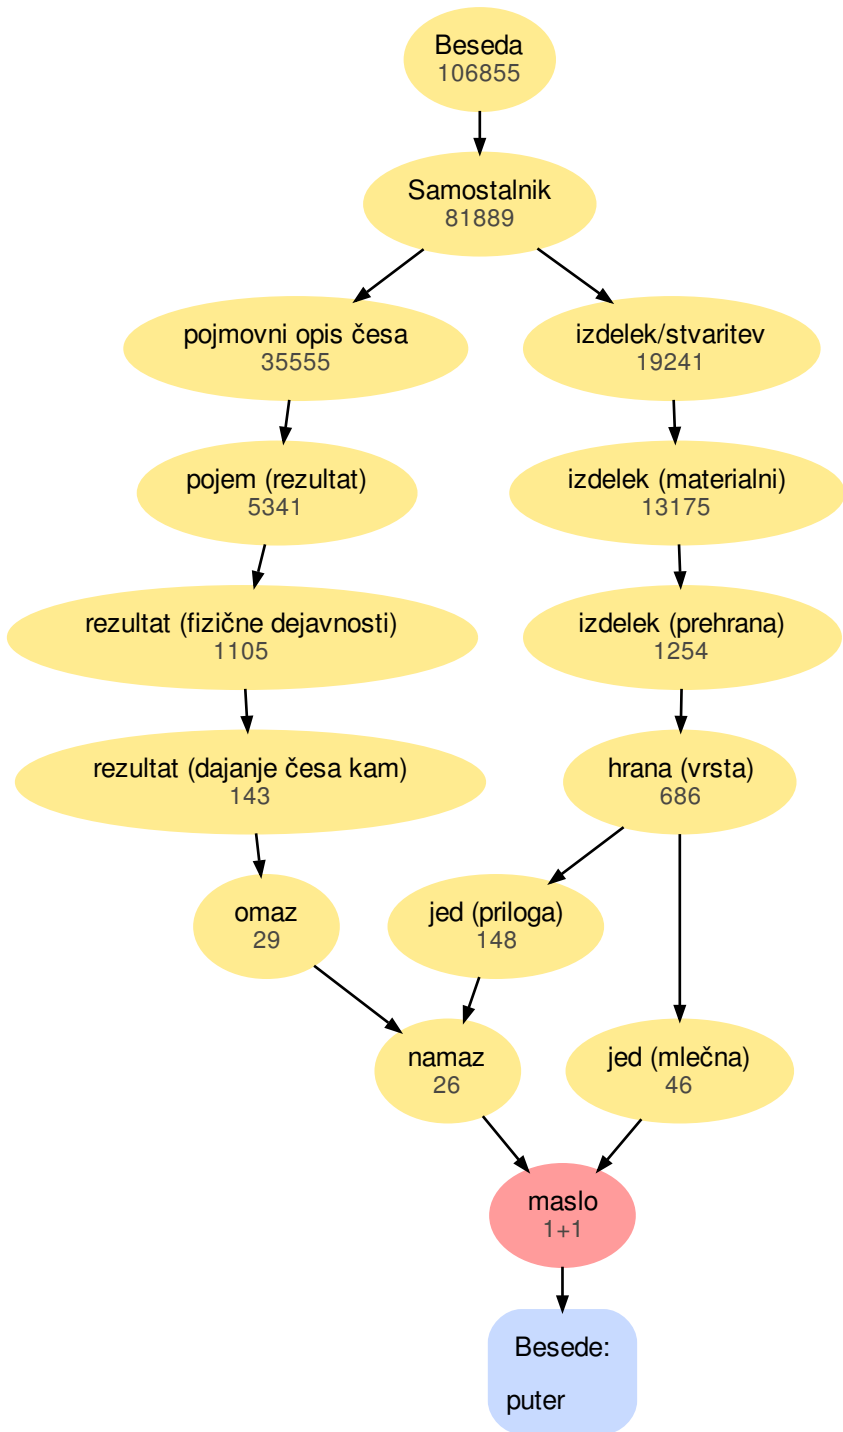 Beseda
106855
Samostalnik
81889
pojmovni opis česa
35555
izdelek/stvaritev
19241
pojem (rezultat)
5341
izdelek (materialni)
13175
rezultat (fizične dejavnosti)
1105
izdelek (prehrana)
1254
rezultat (dajanje česa kam)
143
hrana (vrsta)
686
omaz
29
jed (priloga)
148
namaz
26
jed (mlečna)
46
maslo
1+1
Besede:
puter